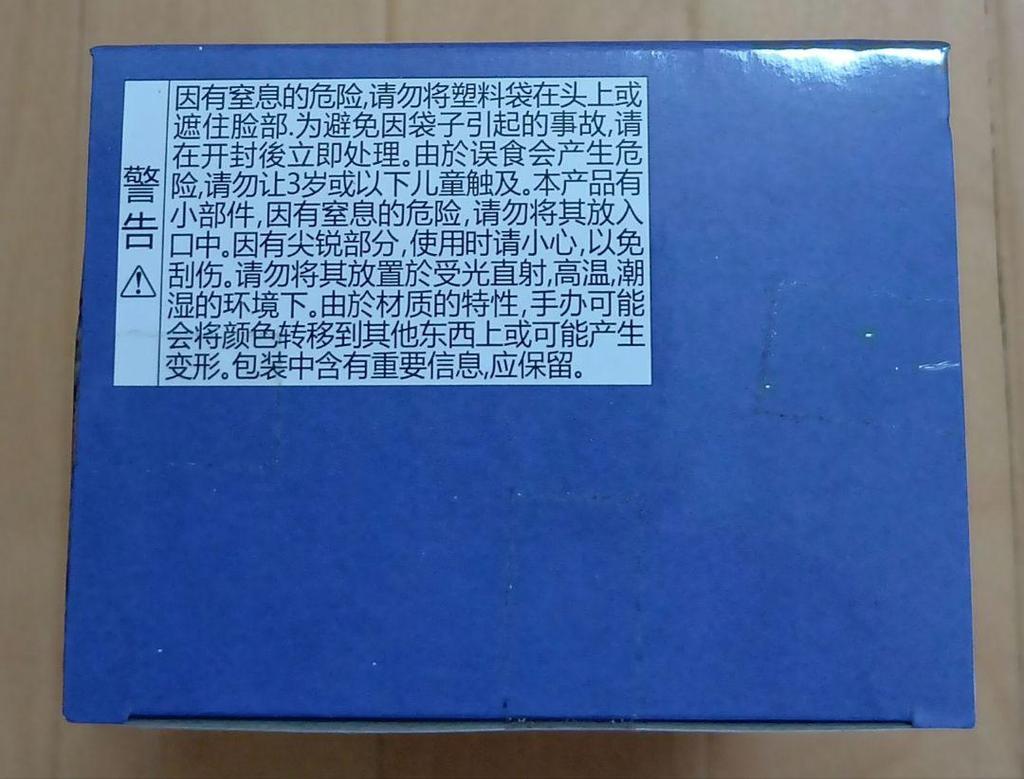 警告
因有窒息的危险,请勿将塑料袋在头上或
遮住脸部.为避免因袋子引起的事故,请
在开封後立即处理。由於误食会产生危
险,请勿让3岁或以下儿童触及。本产品有
小部件,因有窒息的危险,请勿将其放入
口中。因有尖锐部分,使用时请小心,以免
刮伤。请勿将其放置於受光直射,高温,潮
湿的环境下。由於材质的特性,手办可能
会将颜色转移到其他东西上或可能产生
变形。包装中含有重要信息,应保留。